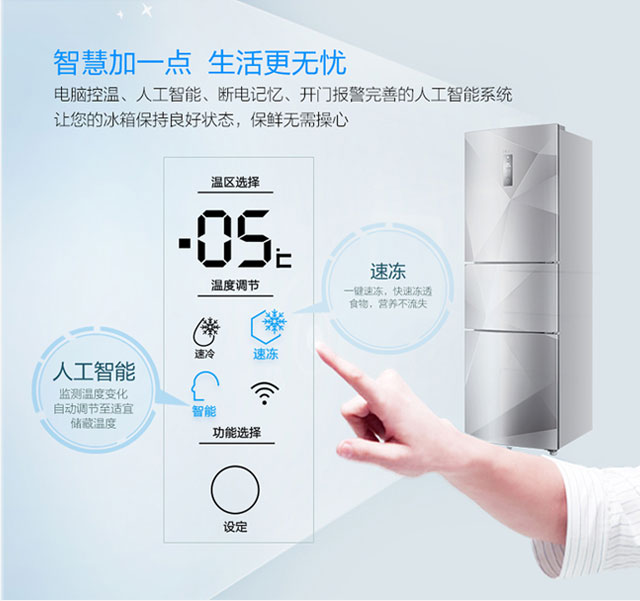 智慧加一点 生活更无忧
电脑控温、人工智能、断电记忆、开门报警完善的人工智能系统
让您的冰箱保持良好状态，保鲜无需操心
温区选择
-05℃
温度调节
速冷
速冻
智能
功能选择
设定
速冻
一键速冻，快速冻透
食物，营养不流失
人工智能
监测温度变化
自动调节至适宜
储藏温度